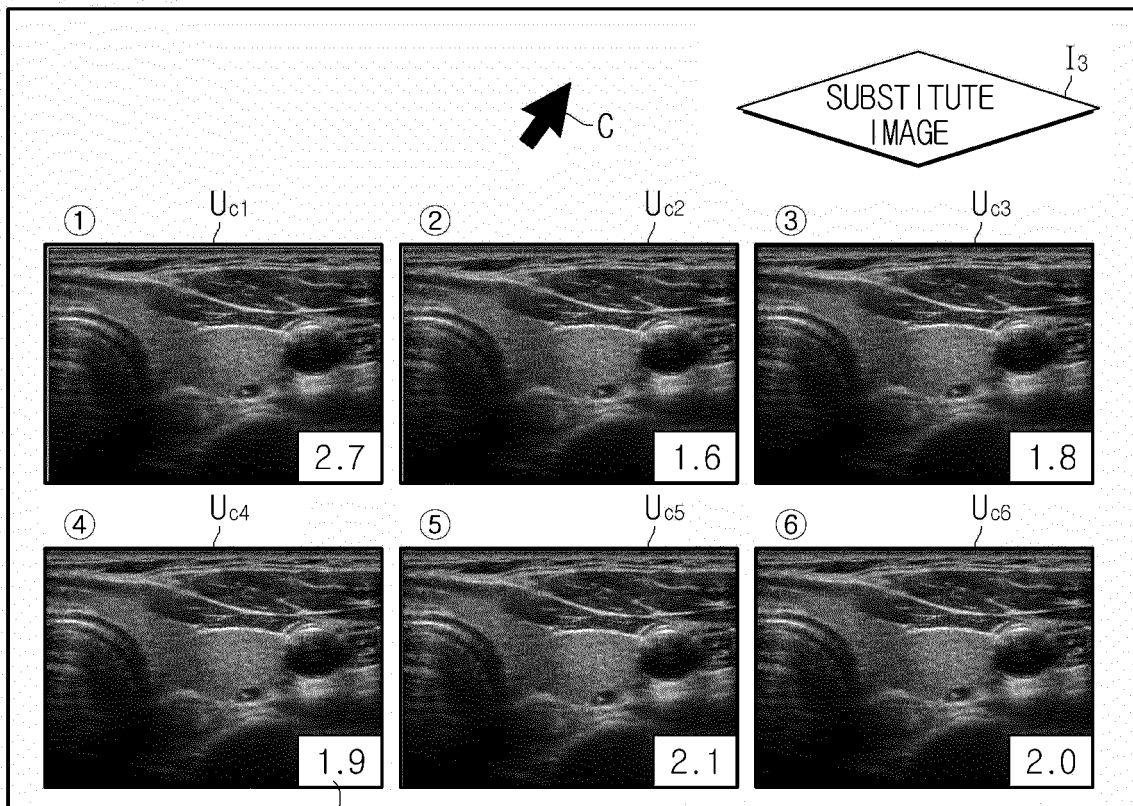 I3
SUBSTITUTE
IMAGE
C
Uc1
Uc2
Uc3
①
②
③
2.7
1.6
1.8
Uc4
Uc5
Uc6
④
⑤
⑥
1.9
2.1
2.0